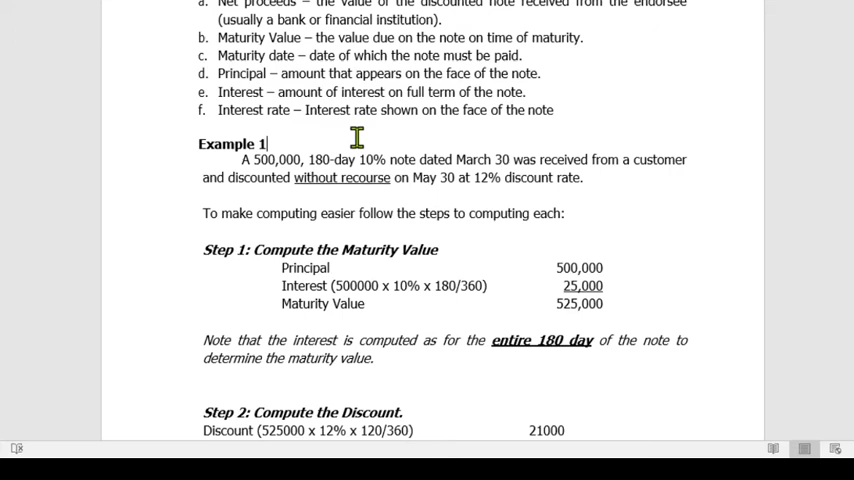 a. Net proceeds – the value of the discounted note received from the endorsee
(usually a bank or financial institution).
b. Maturity Value – the value due on the note on time of maturity.
c. Maturity date – date of which the note must be paid.
d. Principal – amount that appears on the face of the note.
e. Interest – amount of interest on full term of the note.
f. Interest rate – Interest rate shown on the face of the note
Example 1
A 500,000, 180-day 10% note dated March 30 was received from a customer
and discounted without recourse on May 30 at 12% discount rate.
To make computing easier follow the steps to computing each:
Step 1: Compute the Maturity Value
Principal 500,000
Interest (500000 x 10% x 180/360) 25,000
Maturity Value 525,000
Note that the interest is computed as for the entire 180 day of the note to
determine the maturity value.
Step 2: Compute the Discount.
Discount (525000 x 12% x 120/360) 21000